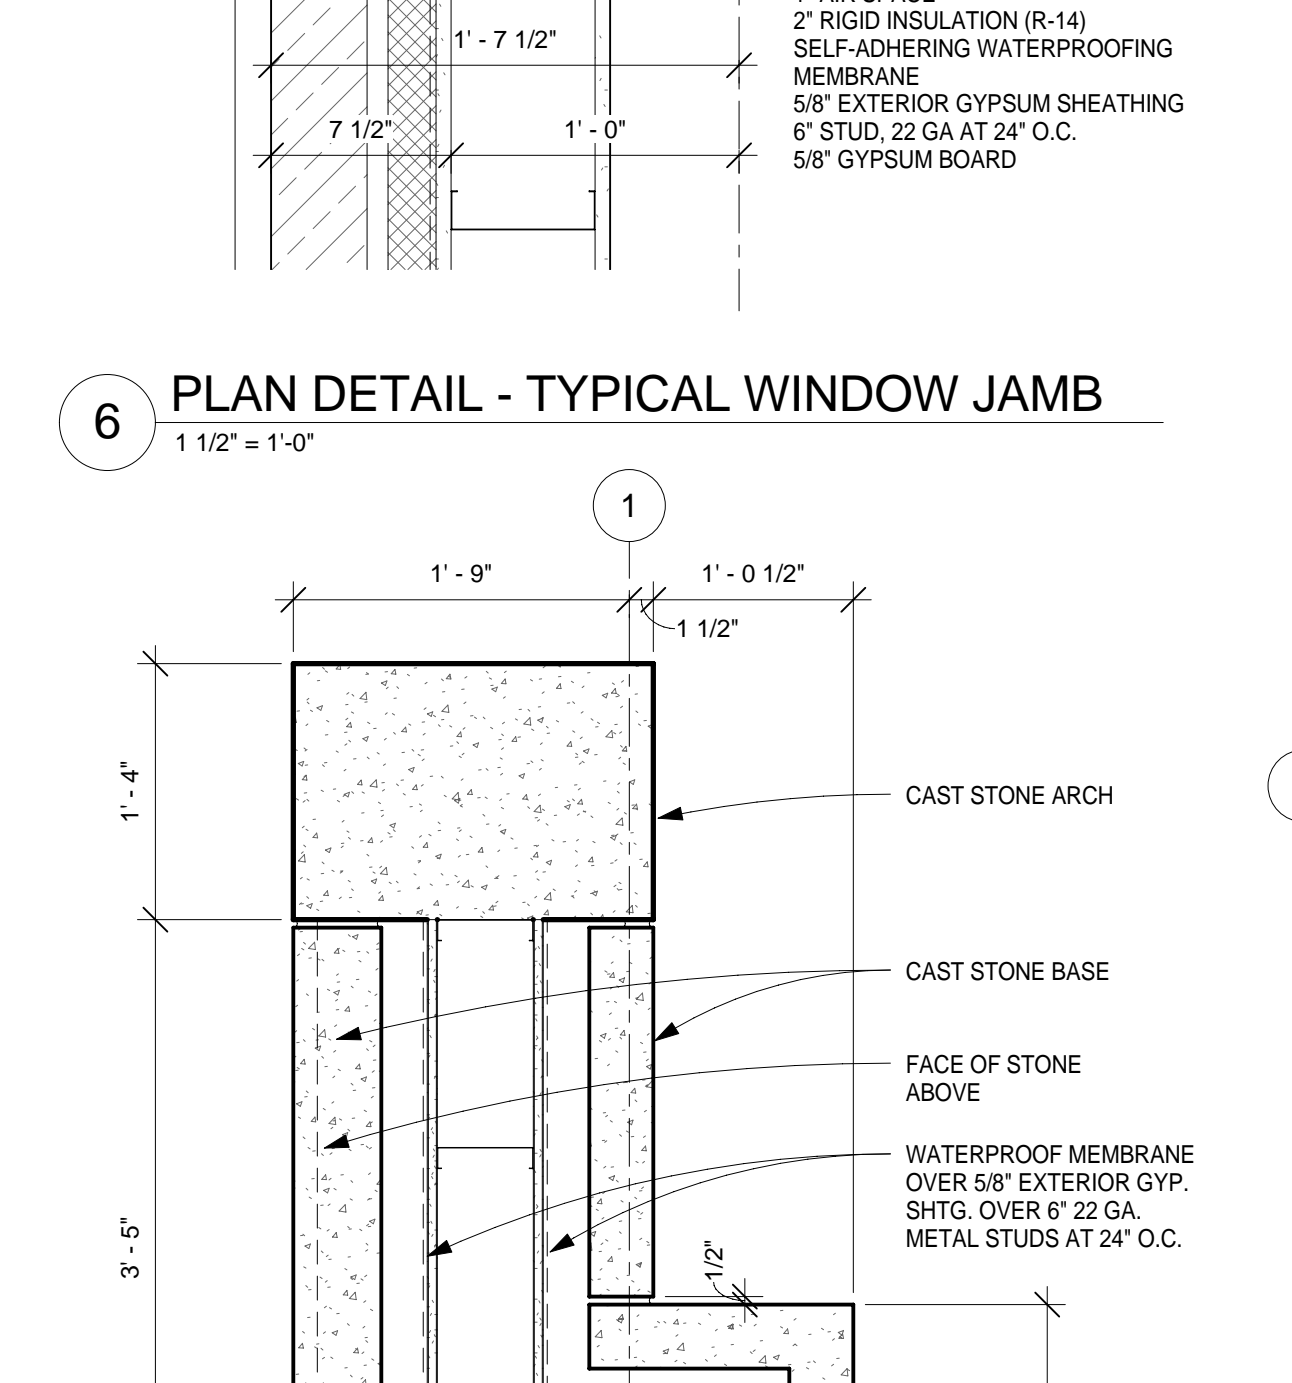 1" AIR SPACE
2" RIGID INSULATION (R-14)
SELF-ADHERING WATERPROOFING
MEMBRANE
5/8" EXTERIOR GYPSUM SHEATHING
6" STUD, 22 GA AT 24" O.C.
5/8" GYPSUM BOARD
1' - 7 1/2"
7 1/2"
1' - 0"
6
PLAN DETAIL - TYPICAL WINDOW JAMB
1 1/2" = 1'-0"
1
1' - 9"
1' - 0 1/2"
1 1/2"
1' - 4"
CAST STONE ARCH
CAST STONE BASE
FACE OF STONE
ABOVE
WATERPROOF MEMBRANE
OVER 5/8" EXTERIOR GYP.
SHTG. OVER 6" 22 GA.
METAL STUDS AT 24" O.C.
3' - 5"
1/2"